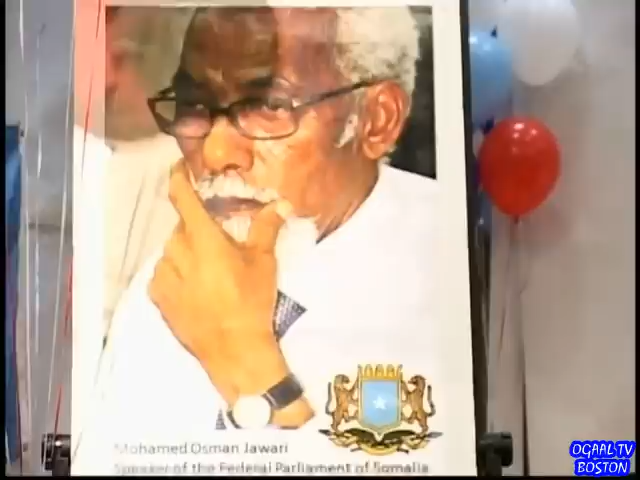 Mohamed Osman Jawari
Speaker of the Federal Parliament of Somalia
OGAAL TV
BOSTON